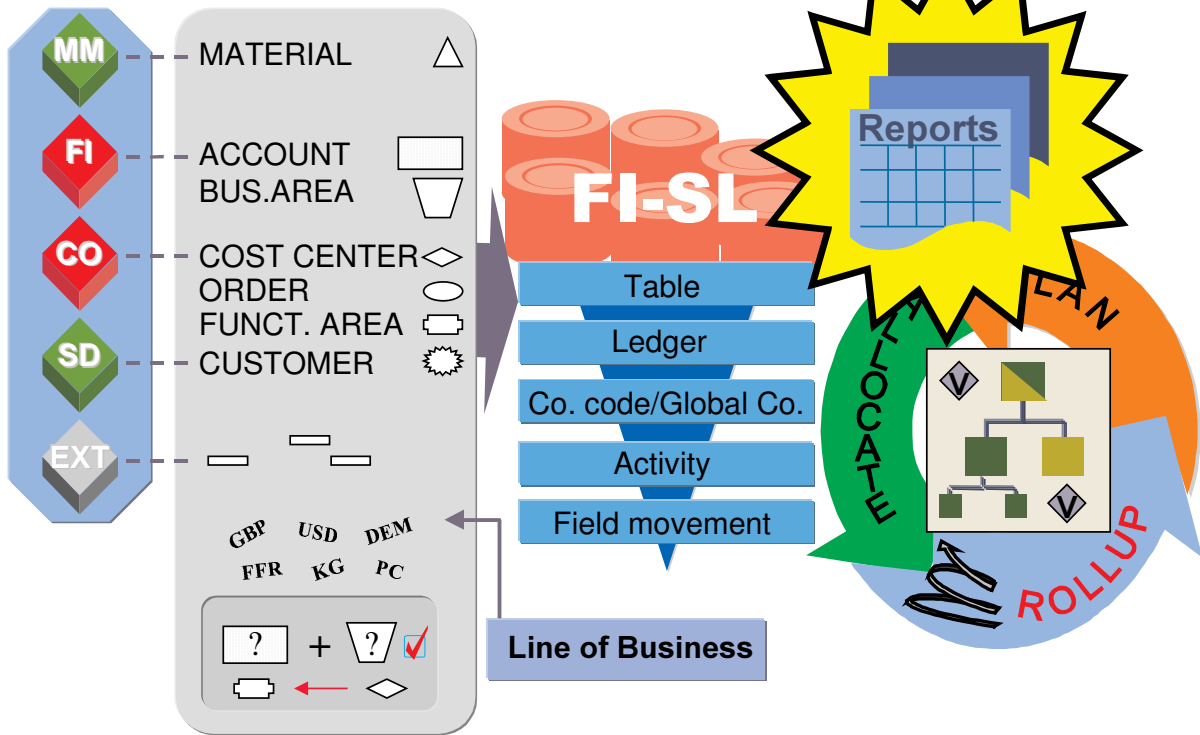 MM
MATERIAL
FI
ACCOUNT
BUS.AREA
CO
COST CENTER
ORDER
FUNCT. AREA
SD
CUSTOMER
EXT
GBP USD DEM
FFR KG PC
? + ?
Line of Business
FI-SL
Table
Ledger
Co. code/Global Co.
Activity
Field movement
Reports
ALLOCATE
LAN
ROLLUP
V
V